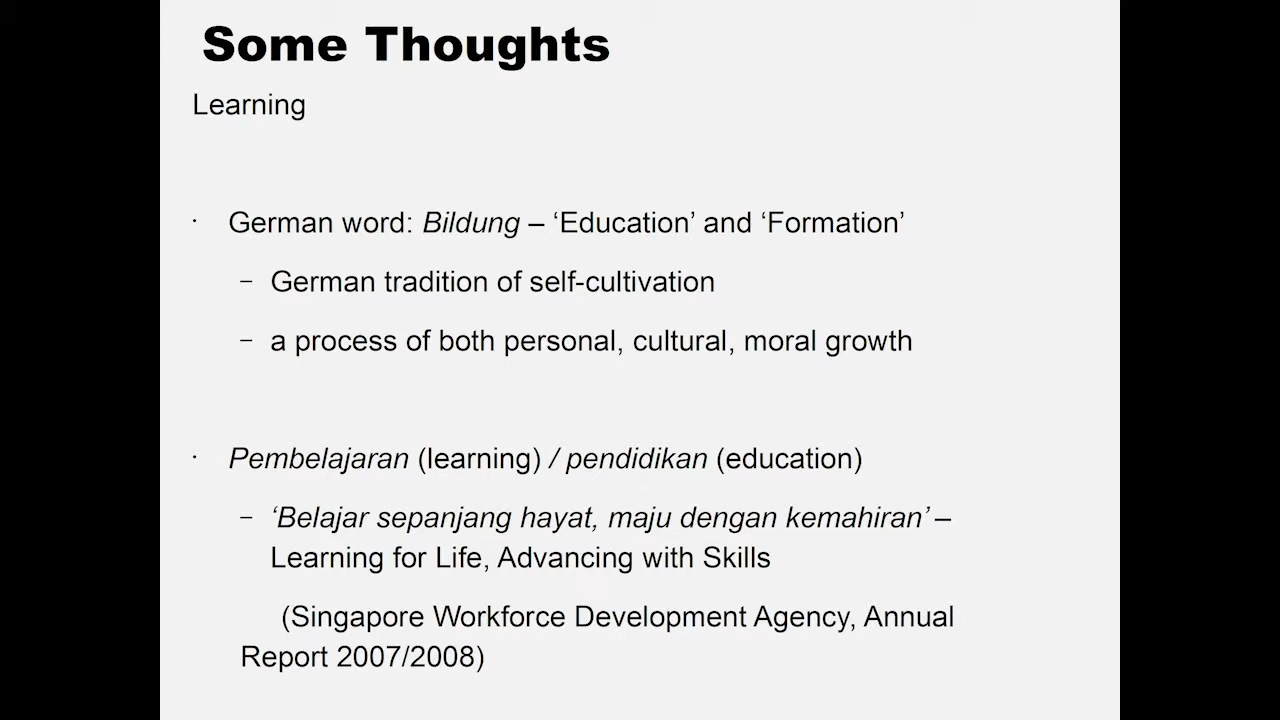 Some Thoughts
Learning
· German word: Bildung – ‘Education’ and ‘Formation’
– German tradition of self-cultivation
– a process of both personal, cultural, moral growth
· Pembelajaran (learning) / pendidikan (education)
– ‘Belajar sepanjang hayat, maju dengan kemahiran’ –
Learning for Life, Advancing with Skills
(Singapore Workforce Development Agency, Annual
Report 2007/2008)